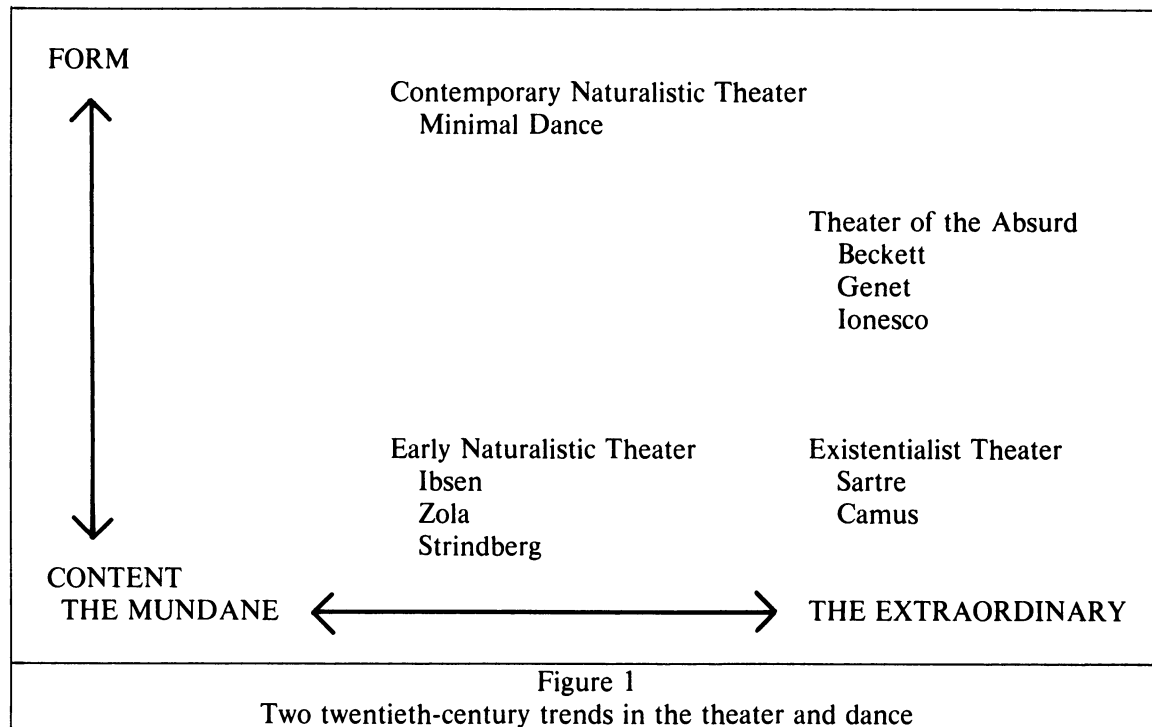 FORM
Contemporary Naturalistic Theater
Minimal Dance
Theater of the Absurd
Beckett
Genet
Ionesco
Early Naturalistic Theater
Ibsen
Zola
Strindberg
Existentialist Theater
Sartre
Camus
CONTENT
THE MUNDANE
THE EXTRAORDINARY
Figure 1
Two twentieth-century trends in the theater and dance